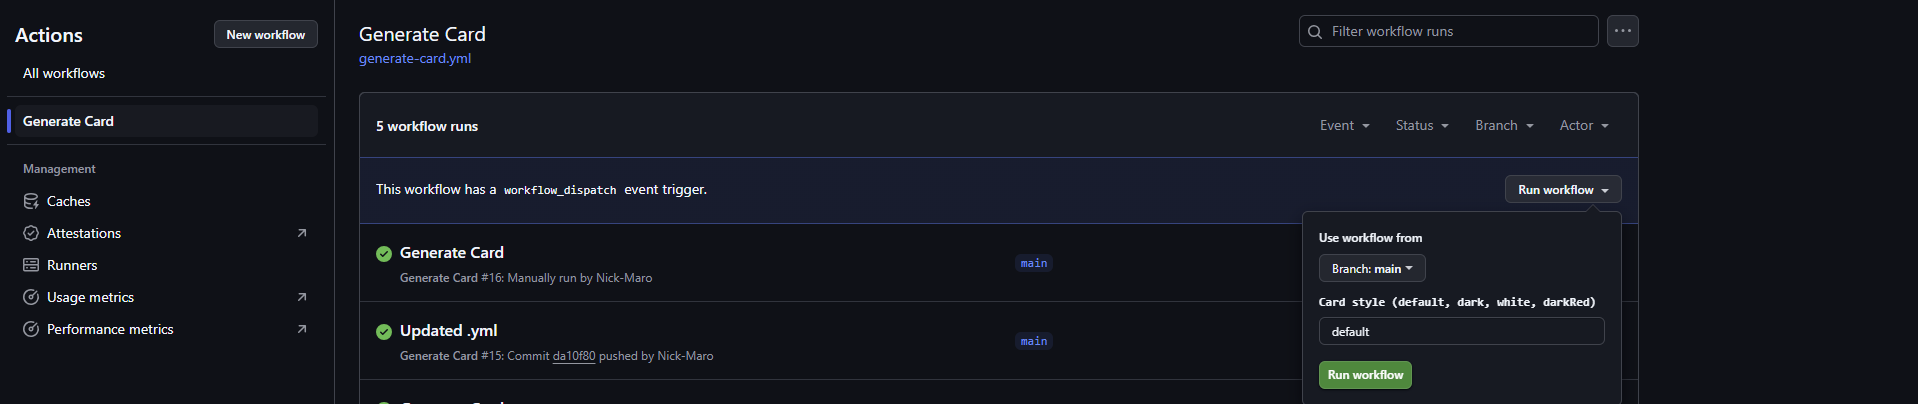 Actions
New workflow
All workflows
Generate Card
Management
Caches
Attestations
Runners
Usage metrics
Performance metrics
Generate Card
generate-card.yml
Filter workflow runs
5 workflow runs
Event
Status
Branch
Actor
This workflow has a workflow_dispatch event trigger.
Run workflow
Generate Card
Generate Card #16: Manually run by Nick-Maro
main
Updated .yml
Generate Card #15: Commit da10f80 pushed by Nick-Maro
main
Use workflow from
Branch: main
Card style (default, dark, white, darkRed)
default
Run workflow